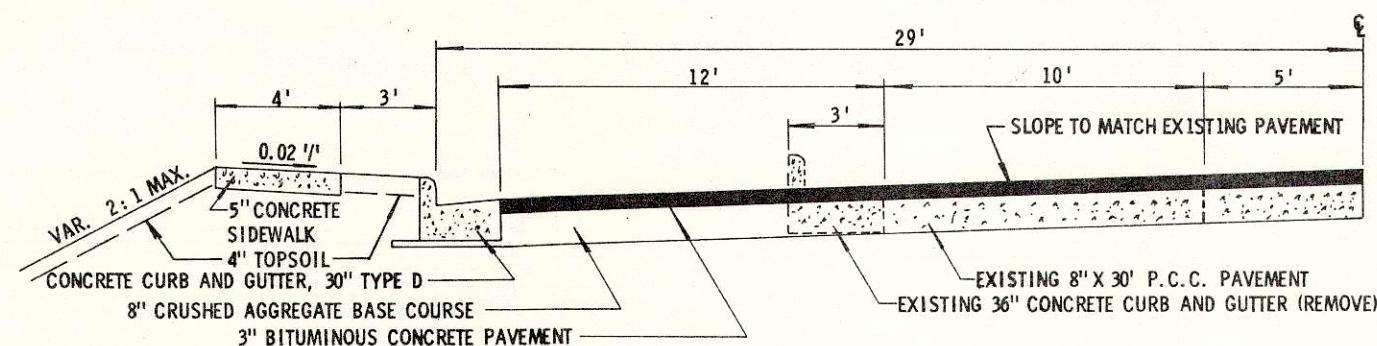 ℄
29'
12'
10'
5'
4'
3'
3'
SLOPE TO MATCH EXISTING PAVEMENT
0.02 '/'
VAR. 2:1 MAX.
5" CONCRETE
SIDEWALK
4" TOPSOIL
CONCRETE CURB AND GUTTER, 30" TYPE D
EXISTING 8" X 30' P.C.C. PAVEMENT
EXISTING 36" CONCRETE CURB AND GUTTER (REMOVE)
8" CRUSHED AGGREGATE BASE COURSE
3" BITUMINOUS CONCRETE PAVEMENT